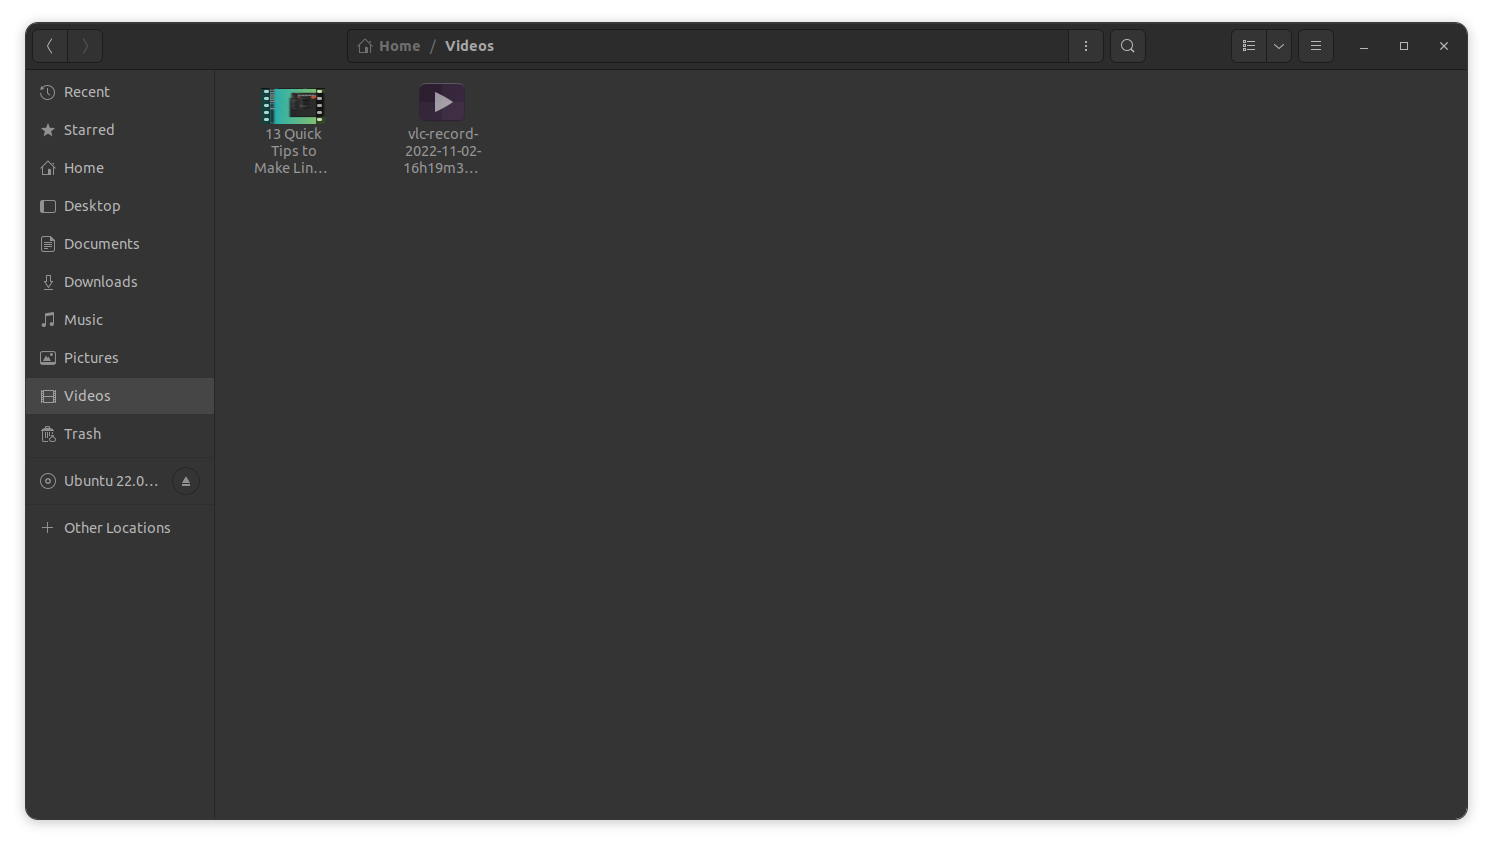 Home / Videos
Recent
Starred
Home
Desktop
Documents
Downloads
Music
Pictures
Videos
Trash
Ubuntu 22.0…
Other Locations
13 Quick
Tips to
Make Lin…
vlc-record-
2022-11-02-
16h19m3…